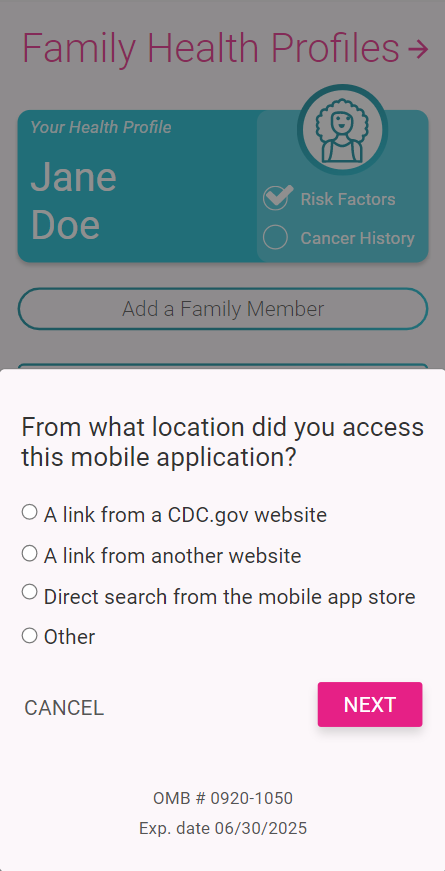 Family Health Profiles
Your Health Profile
Jane
Doe
Risk Factors
Cancer History
Add a Family Member
From what location did you access
this mobile application?
A link from a CDC.gov website
A link from another website
Direct search from the mobile app store
Other
CANCEL
NEXT
OMB # 0920-1050
Exp. date 06/30/2025